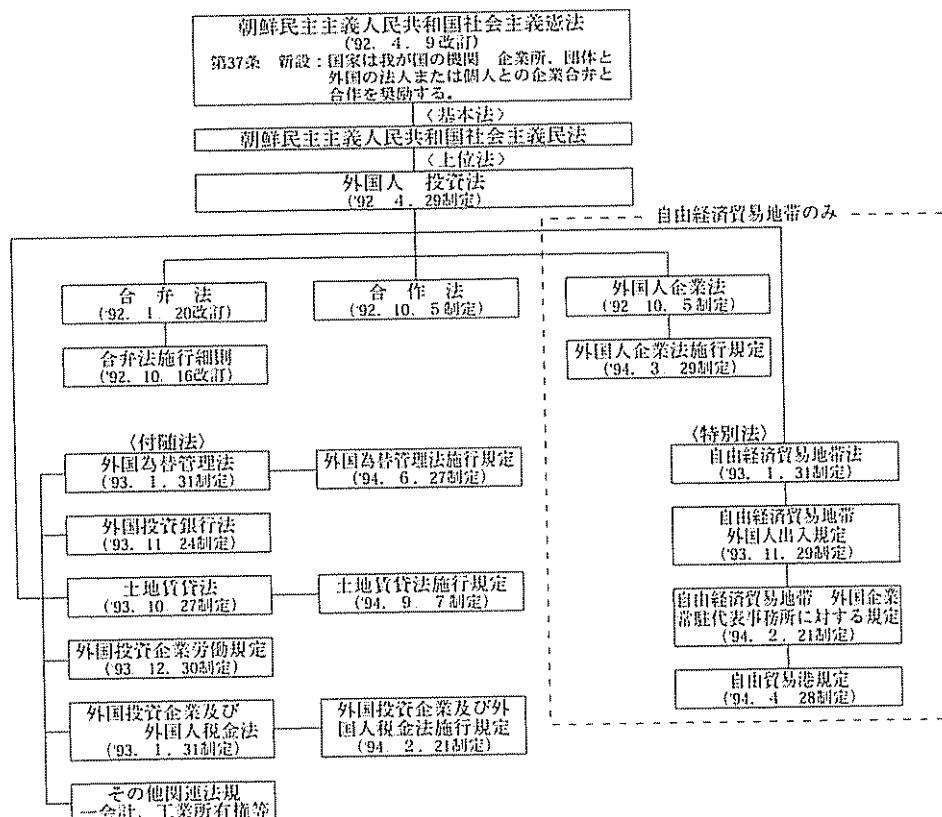 朝鮮民主主義人民共和国社会主義憲法
('92. 4. 9改訂)
第37条 新設:国家は我が国の機関 企業所、団体と
外国の法人または個人との企業合弁と
合作を奨励する。
〈基本法〉
朝鮮民主主義人民共和国社会主義民法
〈上位法〉
外国人 投資法
('92 4. 29制定)
自由経済貿易地帯のみ
合弁法
('92. 1. 20改訂)
合作法
('92. 10. 5制定)
外国人企業法
('92 10. 5制定)
合弁法施行細則
('92. 10. 16改訂)
外国人企業法施行規定
('94. 3. 29制定)
〈付随法〉
外国為替管理法
('93. 1. 31制定)
外国為替管理法施行規定
('94. 6. 27制定)
外国投資銀行法
('93. 11 24制定)
土地賃貸法
('93. 10. 27制定)
土地賃貸法施行規定
('94. 9. 7制定)
外国投資企業労働規定
('93. 12. 30制定)
外国投資企業及び
外国人税金法
('93. 1. 31制定)
外国投資企業及び外
国人税金法施行規定
('94 2. 21制定)
その他関連法規
―会計、工業所有権等
〈特別法〉
自由経済貿易地帯法
('93. 1. 31制定)
自由経済貿易地帯
外国人出入規定
('93. 11. 29制定)
自由経済貿易地帯 外国企業
常駐代表事務所に対する規定
('94. 2. 21制定)
自由貿易港規定
('94. 4 28制定)